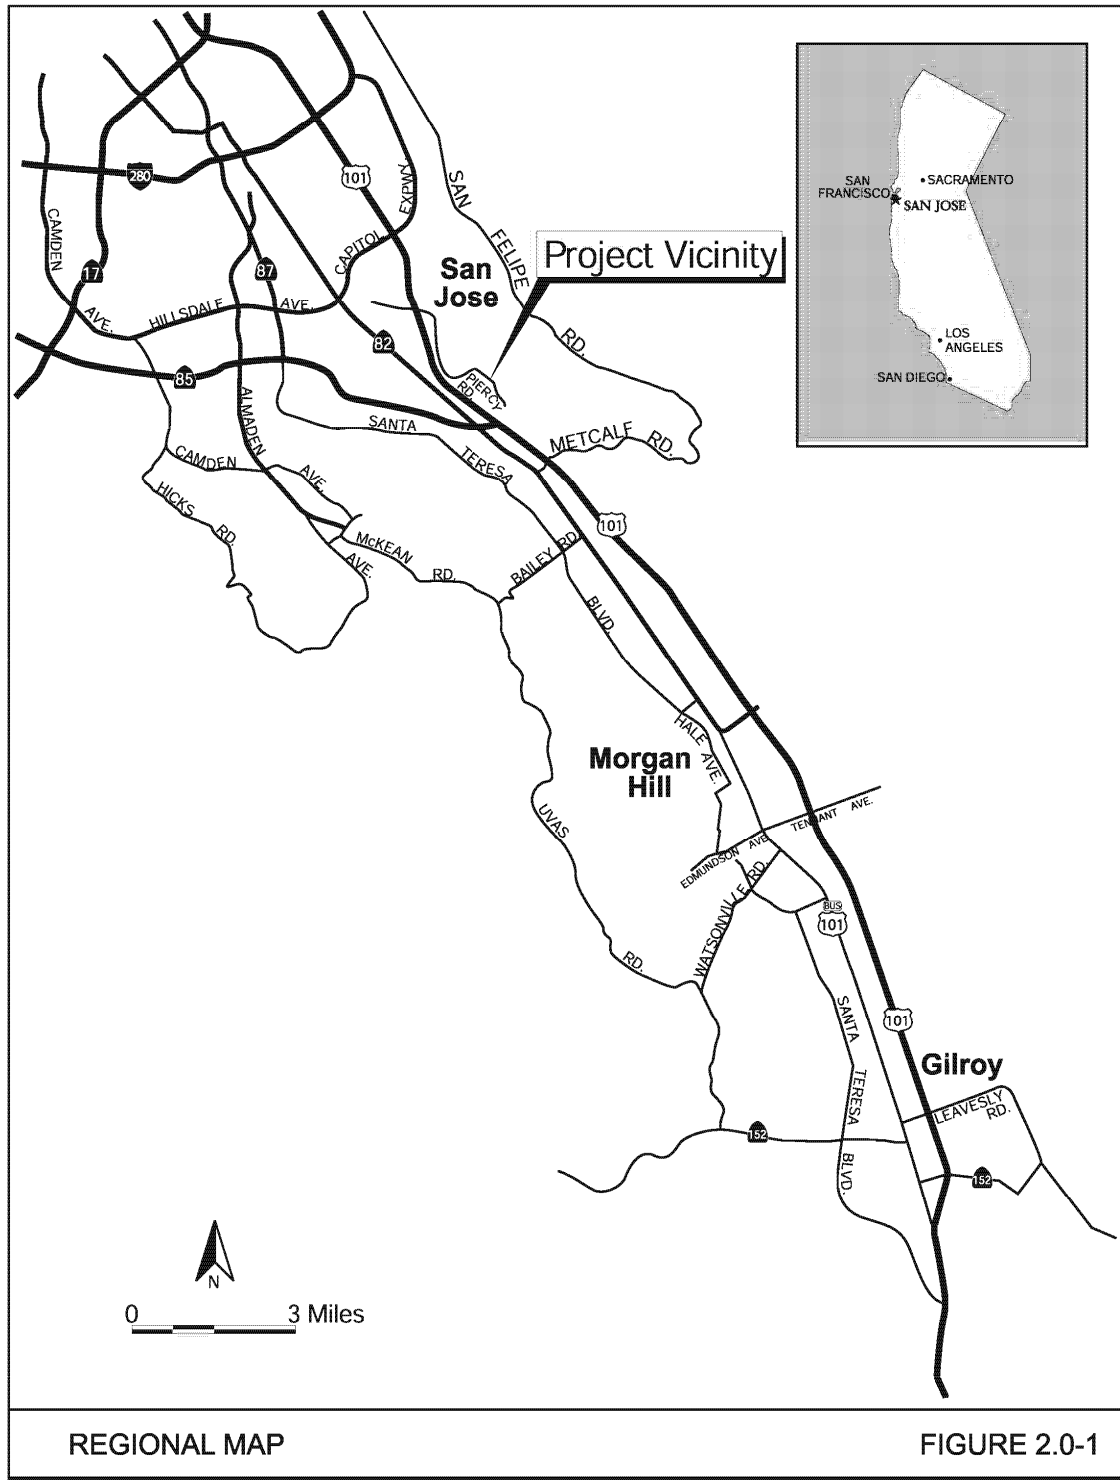 280
101
EXPWY
SAN
CAMDEN
17
87
CAPITOL
San
Jose
FELIPE
Project Vicinity
AVE.
HILLSDALE
AVE.
82
RD.
85
PIERCY
RD.
ALMADEN
SANTA
METCALF
RD.
CAMDEN
AVE.
TERESA
HICKS
RD.
101
McKEAN
RD.
AVE.
BAILEY RD.
BLVD.
HALE
AVE.
Morgan
Hill
UVAS
TENNANT AVE.
EDMUNDSON AVE.
WATSONVILLE RD.
BUS
101
RD.
SANTA
101
Gilroy
TERESA
LEAVESLY
RD.
152
BLVD.
152
SAN
FRANCISCO
SACRAMENTO
SAN JOSE
LOS
ANGELES
SAN DIEGO
N
0 3 Miles
REGIONAL MAP
FIGURE 2.0-1